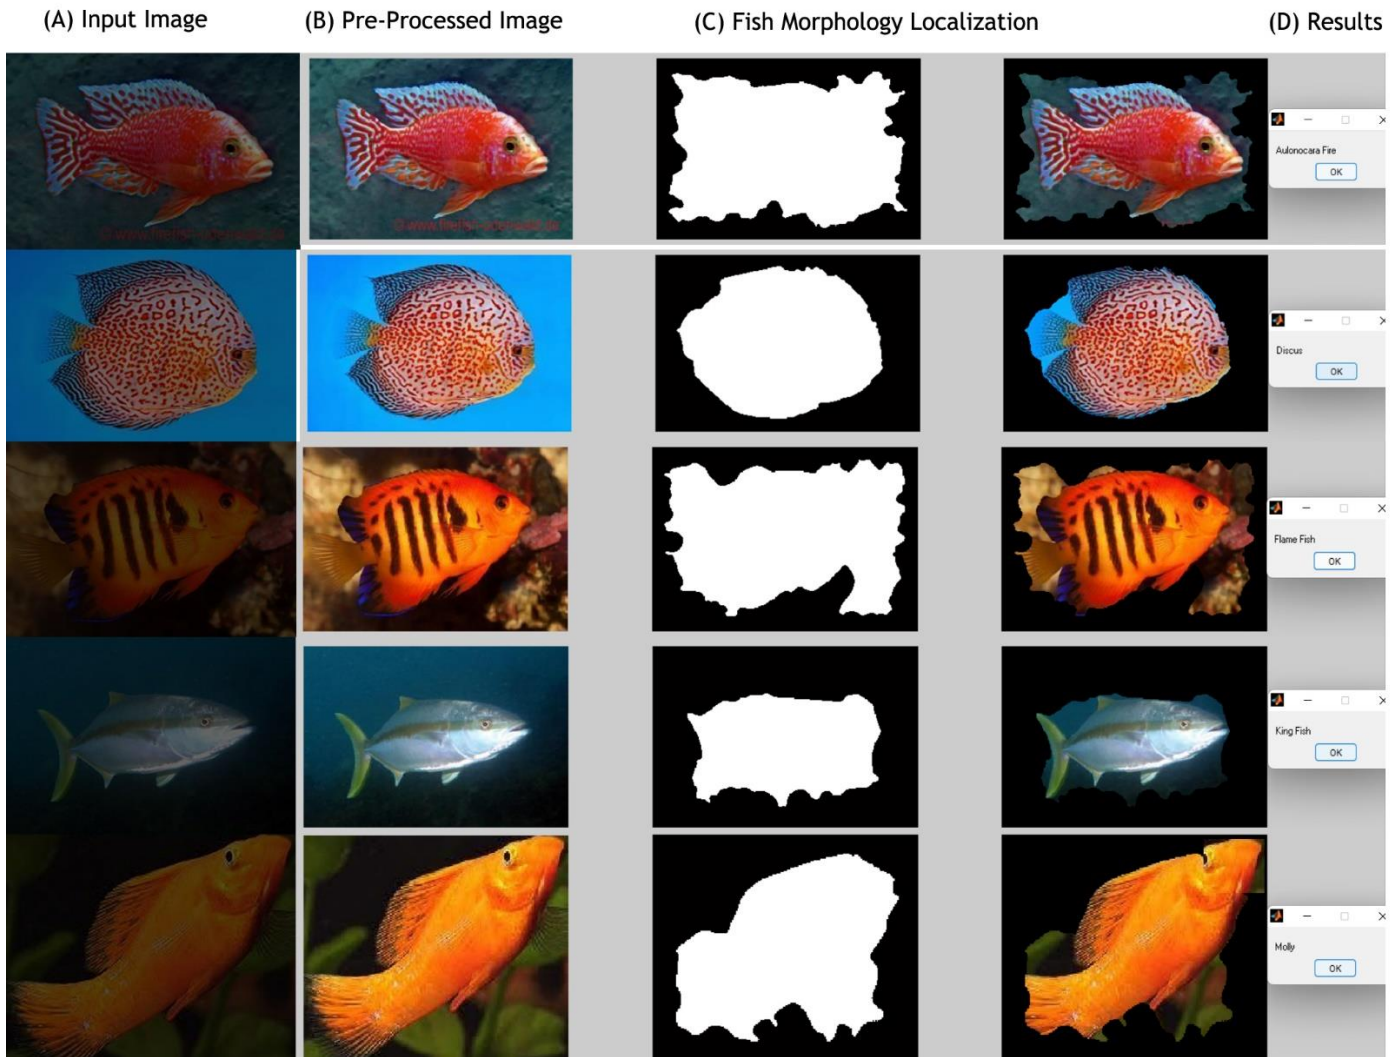 (A) Input Image
(B) Pre-Processed Image
(C) Fish Morphology Localization
(D) Results
Aulonocara Fire
OK
Discus
OK
Flame Fish
OK
King Fish
OK
Molly
OK